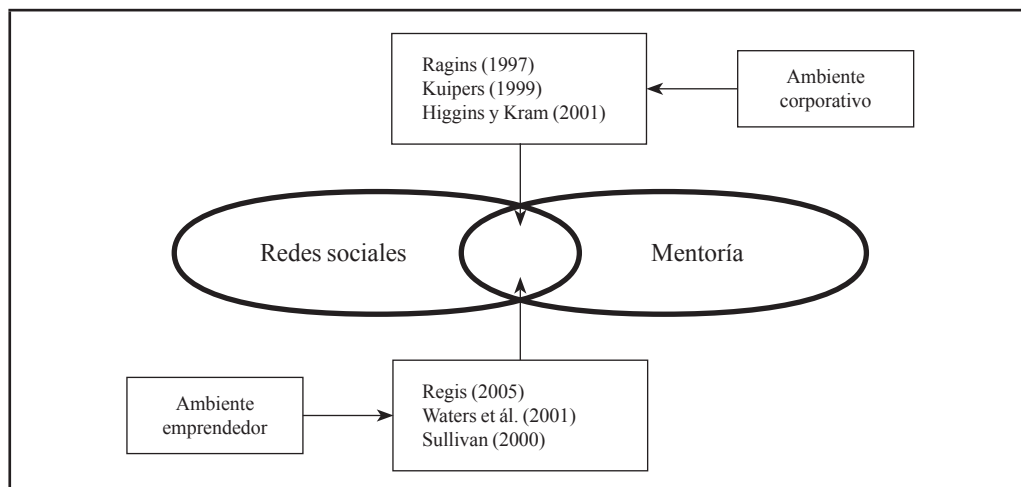 Ragins (1997)
Kuipers (1999)
Higgins y Kram (2001)
Ambiente
corporativo
Redes sociales
Mentoría
Ambiente
emprendedor
Regis (2005)
Waters et ál. (2001)
Sullivan (2000)